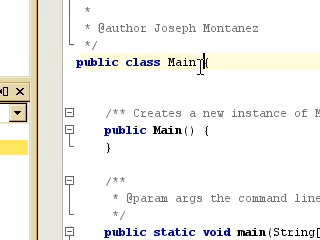 *
* @author Joseph Montanez
*/
public class Main {
/** Creates a new instance of M
public Main() {
}
/**
* @param args the command line
*/
public static void main(String[